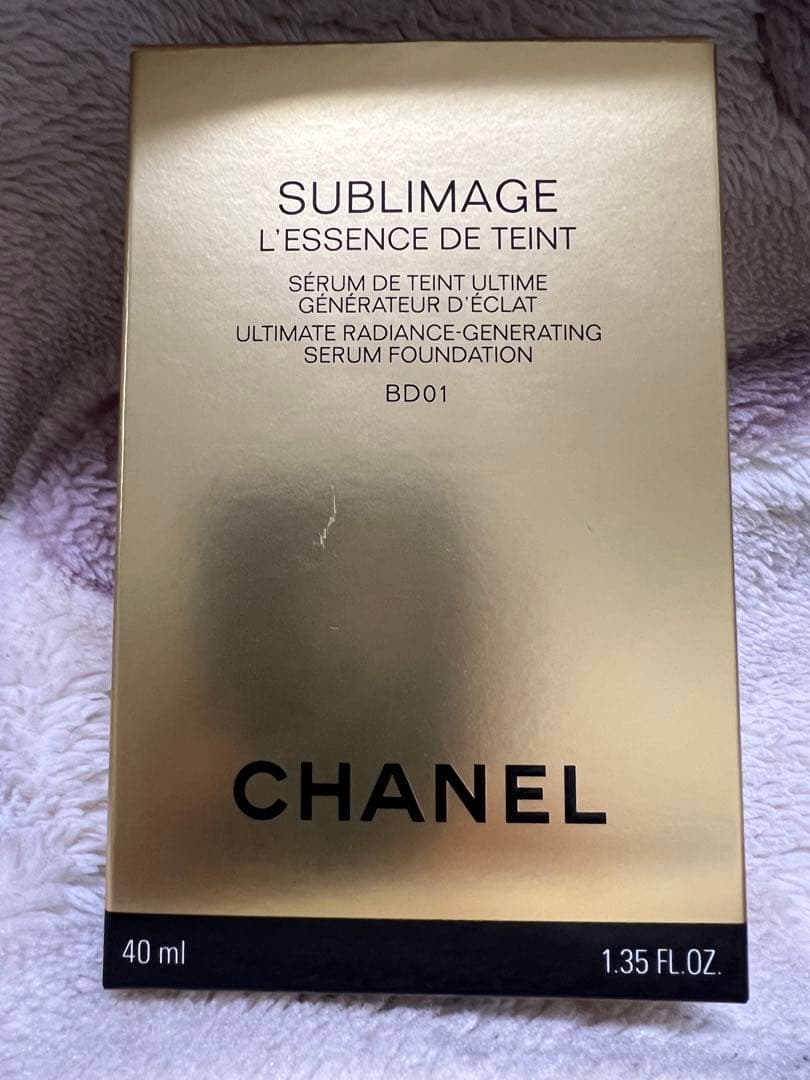 SUBLIMAGE
L'ESSENCE DE TEINT
SÉRUM DE TEINT ULTIME
GÉNÉRATEUR D'ÉCLAT
ULTIMATE RADIANCE-GENERATING
SERUM FOUNDATION
BD01
CHANEL
40 ml
1.35 FL.OZ.